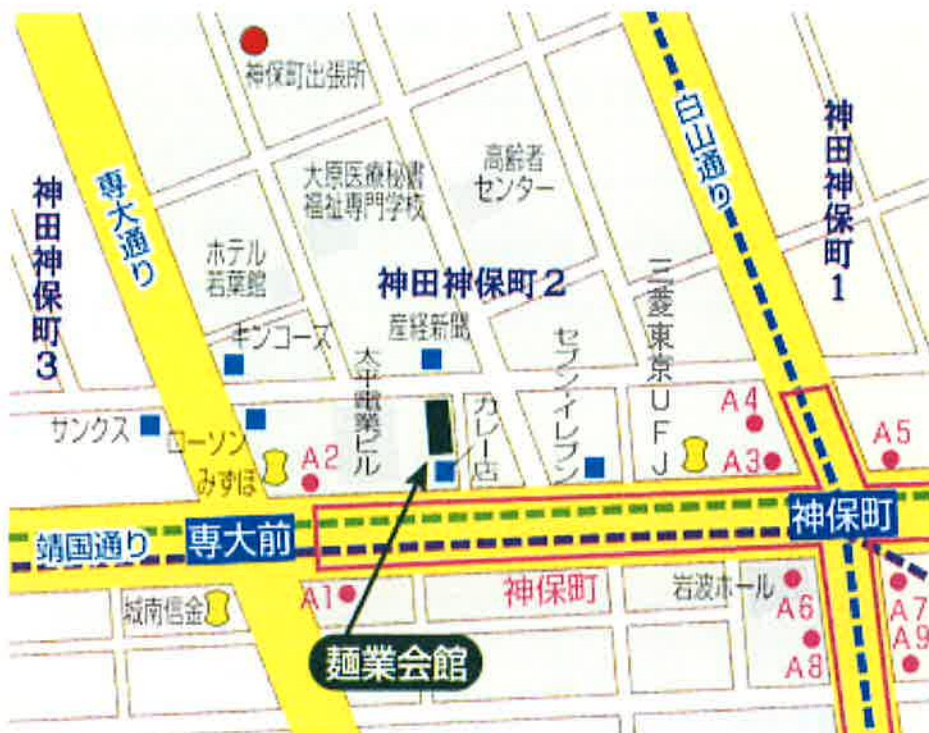 神保町出張所
白山通り
神田神保町1
専大通り
神田神保町3
大原医療秘書
福祉専門学校
高齢者
センター
ホテル
若葉館
神田神保町2
産経新聞
キンコーズ
太平電業ビル
カレー店
セブン・イレブン
三菱東京UFJ
サンクス
ローソン
みずほ
A2
A4
A3
A5
靖国通り
専大前
神保町
城南信金
A1
神保町
岩波ホール
A6
A7
A8
A9
麺業会館